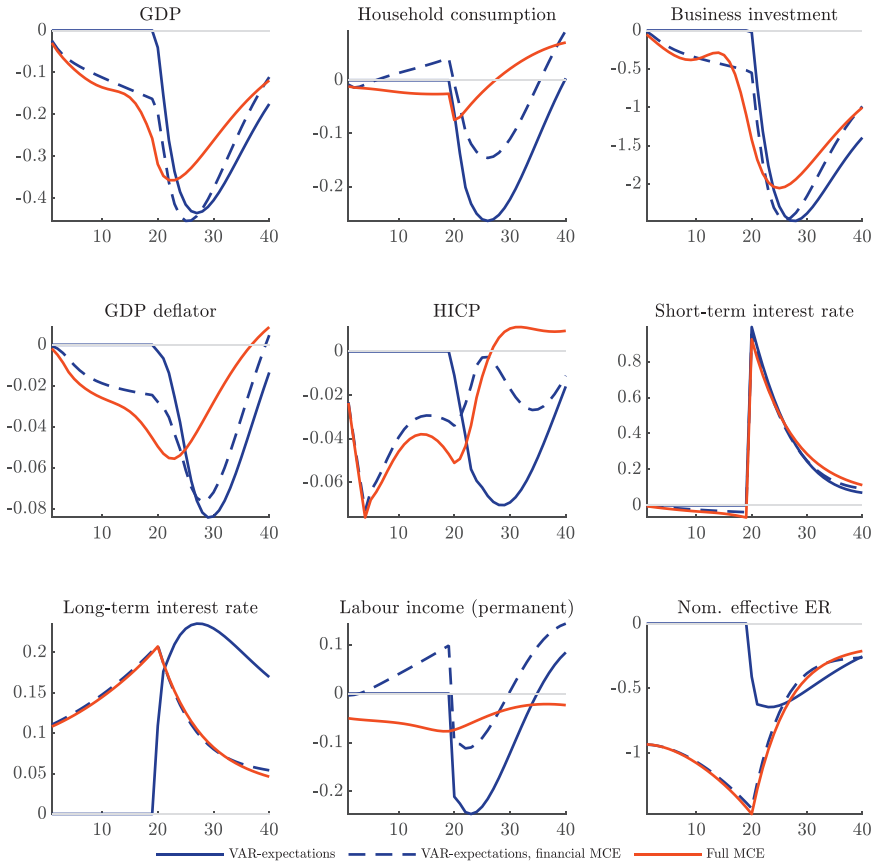 GDP
Household consumption
Business investment
0
-0.1
-0.2
-0.3
-0.4
10 20 30 40
0
-0.1
-0.2
10 20 30 40
0
-0.5
-1
-1.5
-2
10 20 30 40
GDP deflator
HICP
Short-term interest rate
0
-0.02
-0.04
-0.06
-0.08
10 20 30 40
0
-0.02
-0.04
-0.06
10 20 30 40
0.8
0.6
0.4
0.2
0
10 20 30 40
Long-term interest rate
Labour income (permanent)
Nom. effective ER
0.2
0.15
0.1
0.05
0
10 20 30 40
0.1
0
-0.1
-0.2
10 20 30 40
0
-0.5
-1
10 20 30 40
VAR-expectations VAR-expectations, financial MCE Full MCE